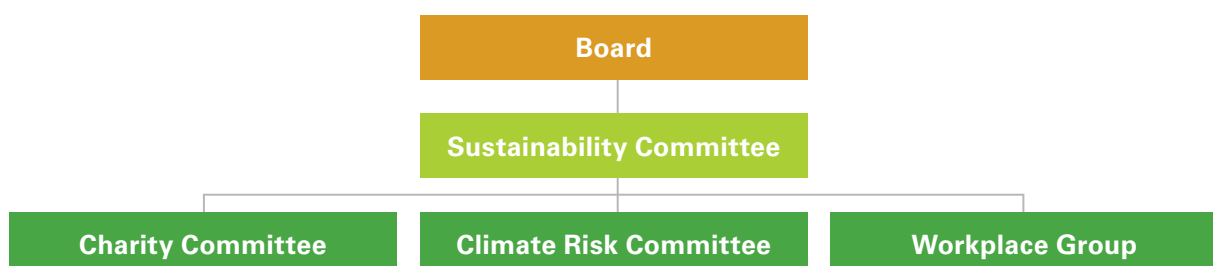 Board
Sustainability Committee
Charity Committee
Climate Risk Committee
Workplace Group